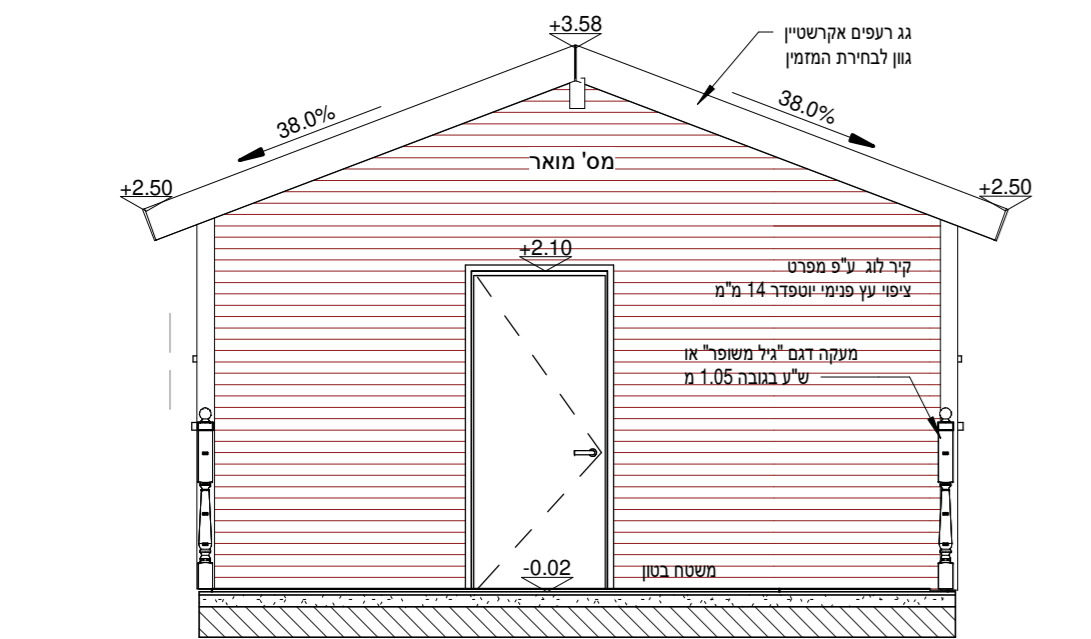 +3.58
גג רעפים אקרשטיין
גוון לבחירת המזמין
38.0%
38.0%
מס' מואר
+2.50
+2.50
+2.10
קיר לוג ע"פ מפרט
ציפוי עץ פנימי יוטפדר 14 מ"מ
מעקה דגם "גיל משופר" או
ש"ע בגובה 1.05 מ
-0.02
משטח בטון